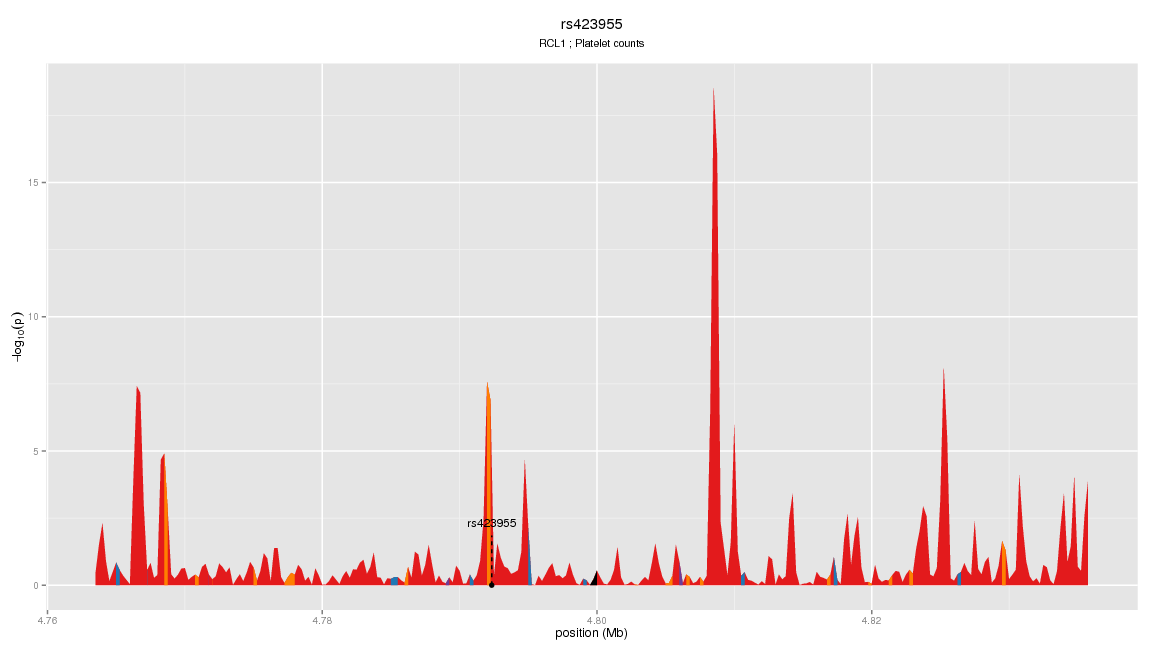 rs423955
RCL1 ; Platelet counts
15
10
5
0
−log10(p)
rs423955
4.76
4.78
4.80
4.82
position (Mb)